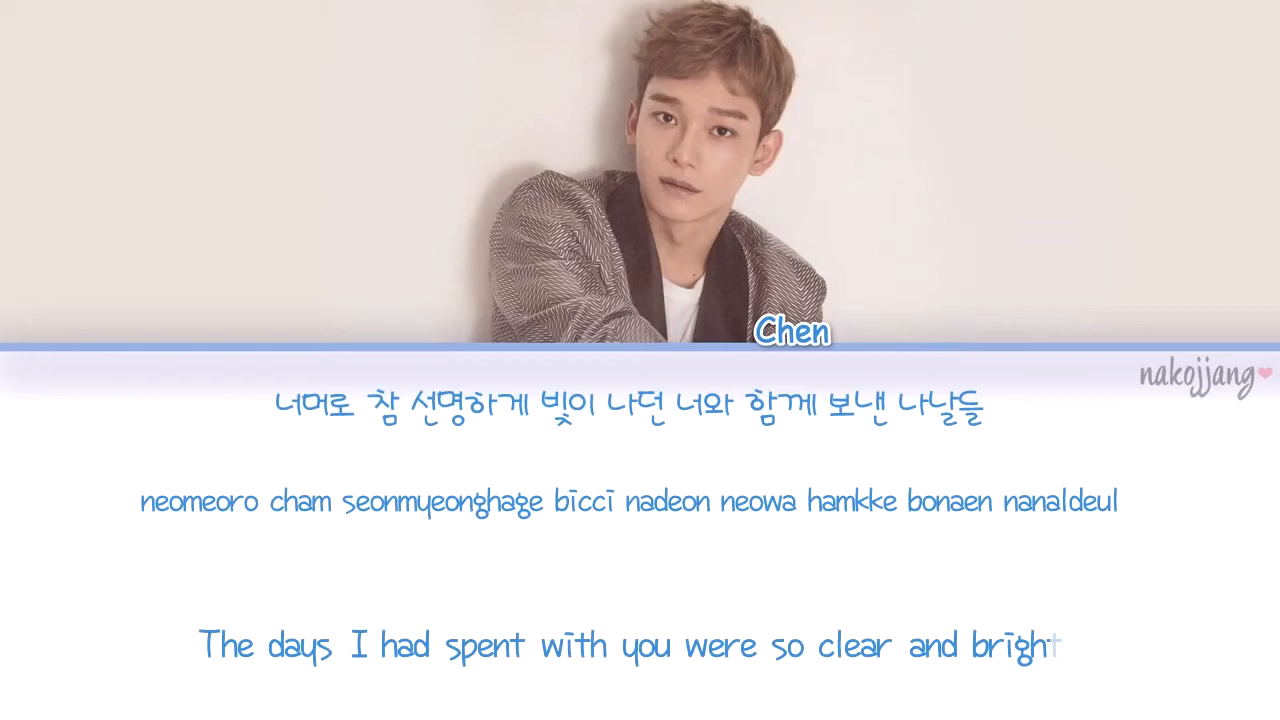 Chen
nakojjang
너머로 참 선명하게 빛이 나던 너와 함께 보낸 나날들
neomeoro cham seonmyeonghage bicci nadeon neowa hamkke bonaen nanaldeul
The days I had spent with you were so clear and bright